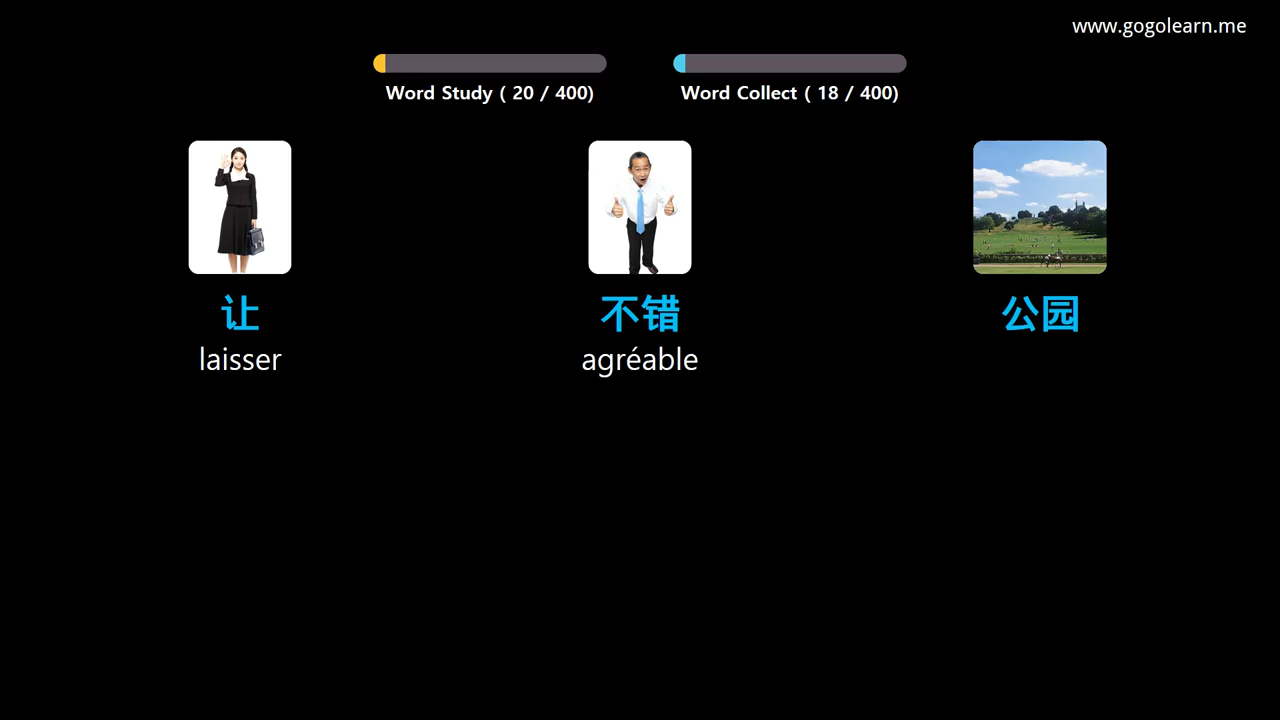 www.gogolearn.me
Word Study ( 20 / 400)
Word Collect ( 18 / 400)
让
不错
公园
laisser
agréable